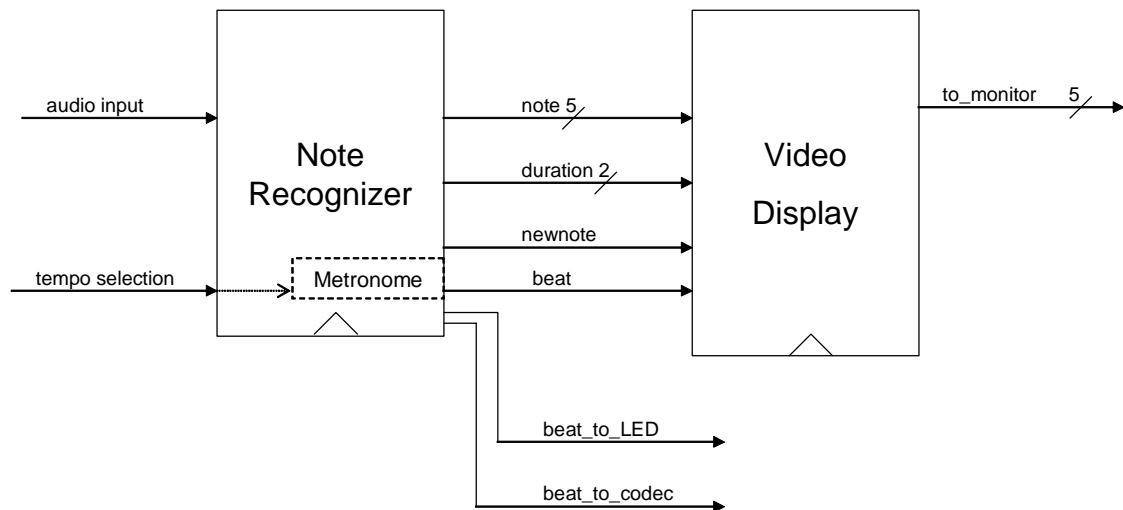 audio input
tempo selection
Note
Recognizer
Metronome
note 5
duration 2
newnote
beat
Video
Display
to_monitor 5
beat_to_LED
beat_to_codec